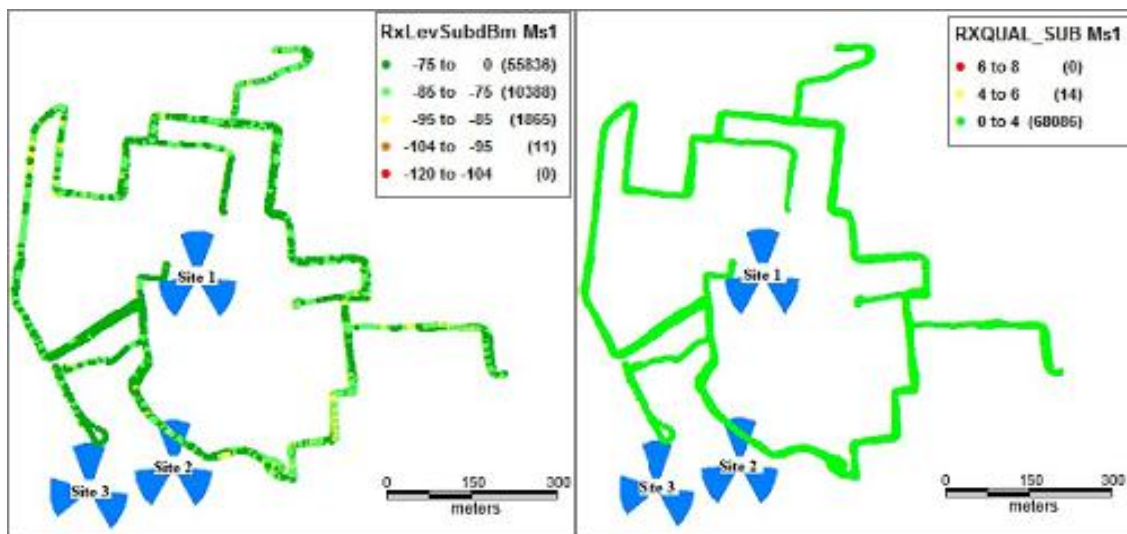 RxLevSubdBm Ms1
-75 to 0 (55836)
-85 to -75 (10388)
-95 to -85 (1865)
-104 to -95 (11)
-120 to -104 (0)
Site 1
Site 2
Site 3
0 150 300
meters
RXQUAL_SUB Ms1
6 to 8 (0)
4 to 6 (14)
0 to 4 (68086)
Site 1
Site 2
Site 3
0 150 300
meters